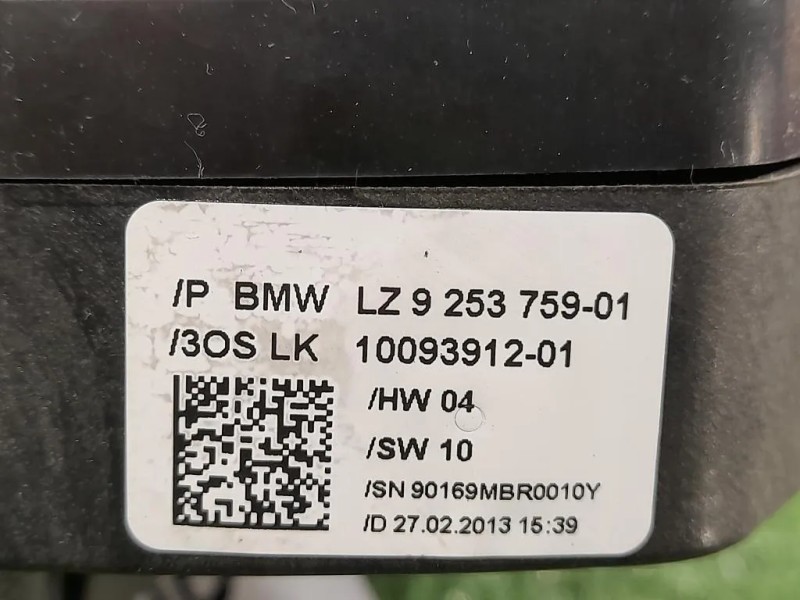 /P BMW LZ 9 253 759-01
/3OS LK 10093912-01
/HW 04
/SW 10
/SN 90169MBR0010Y
/D 27.02.2013 15:39